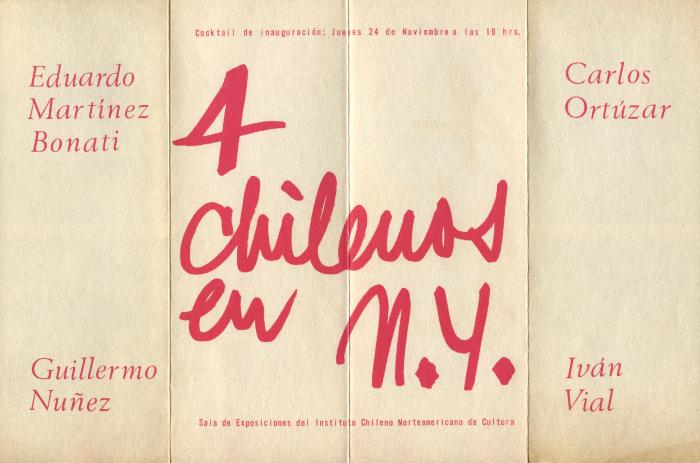 Cocktail de inauguración: Jueves 24 de Noviembre a las 19 hrs.
Eduardo
Martínez
Bonati
Carlos
Ortúzar
4
chilenos
en N.Y.
Guillermo
Nuñez
Iván
Vial
Sala de Exposiciones del Instituto Chileno Norteamericano de Cultura